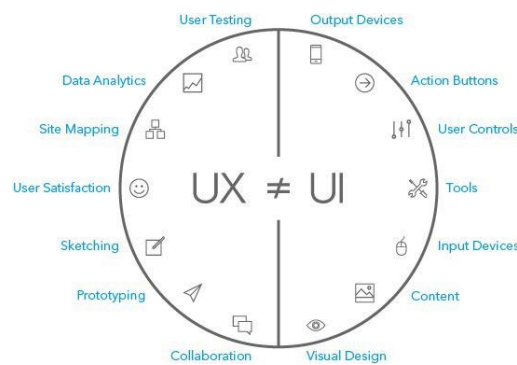 User Testing
Output Devices
Data Analytics
Action Buttons
Site Mapping
User Controls
User Satisfaction
UX ≠ UI
Tools
Sketching
Input Devices
Prototyping
Content
Collaboration
Visual Design